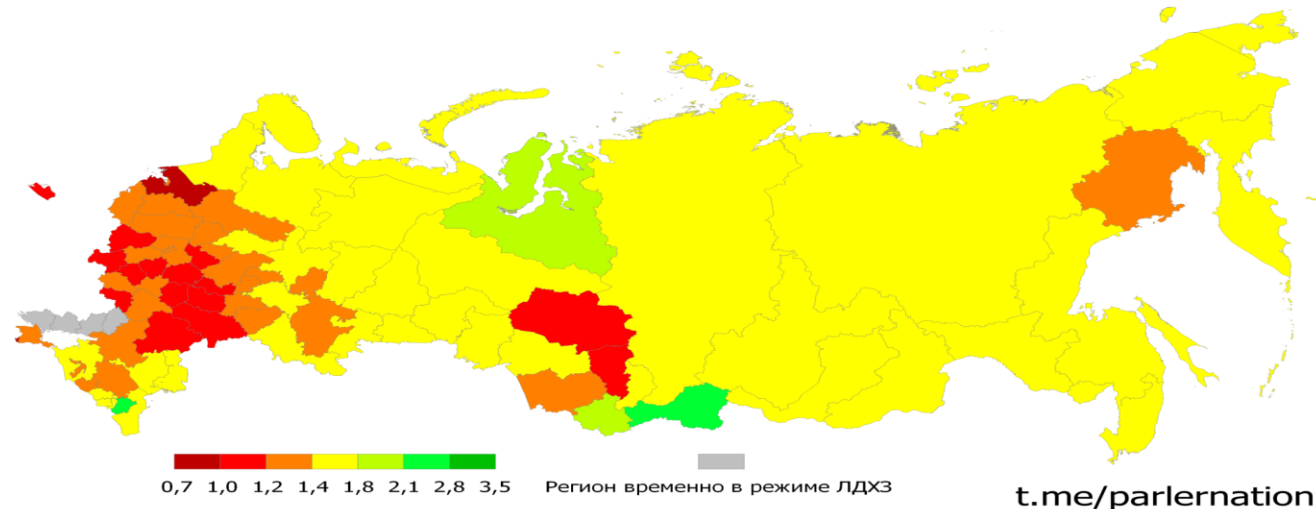 0,7 1,0 1,2 1,4 1,8 2,1 2,8 3,5
Регион временно в режиме ЛДХЗ
t.me/parlernation